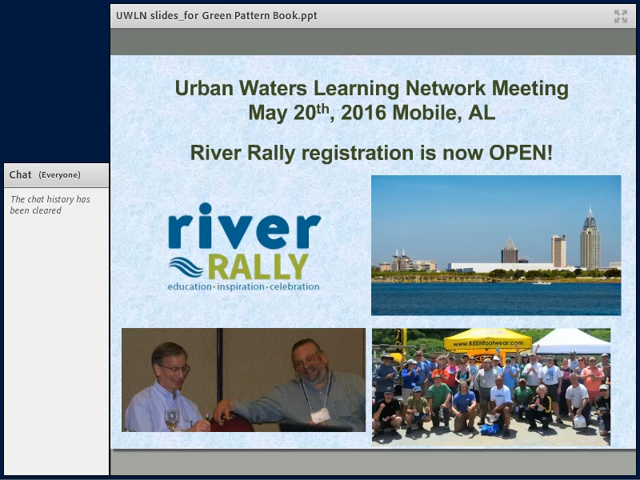 UWLN slides_for Green Pattern Book.ppt
Urban Waters Learning Network Meeting
May 20th, 2016 Mobile, AL
River Rally registration is now OPEN!
Chat (Everyone)
The chat history has
been cleared
river
RALLY
education·inspiration·celebration
www.KEENfootwear.com